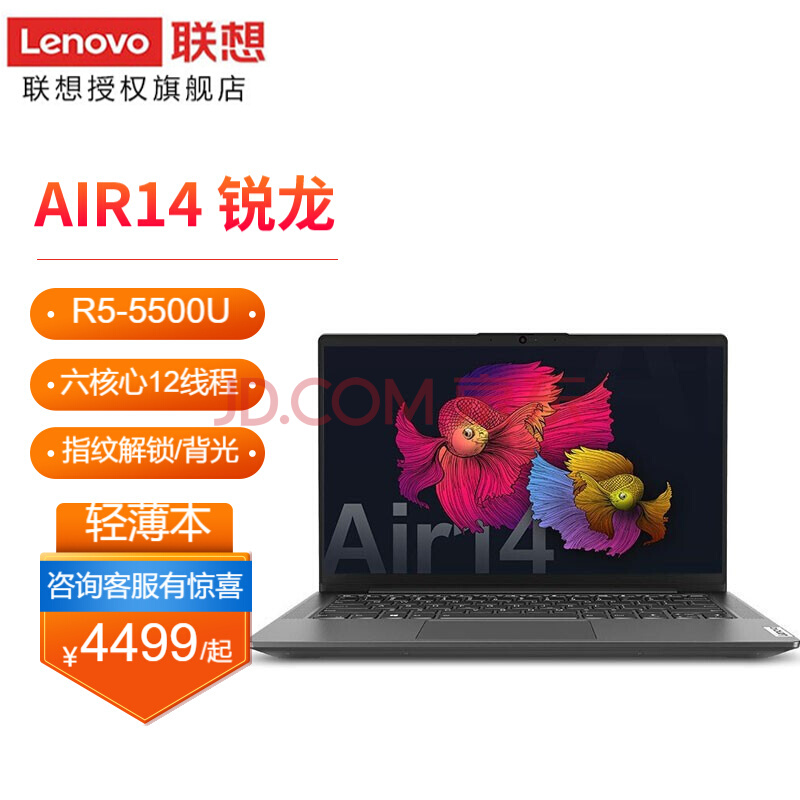 Lenovo 联想
联想授权旗舰店
AIR14 锐龙
R5-5500U
六核心12线程
指纹解锁/背光
轻薄本
咨询客服有惊喜
¥4499/起
JD.COM
Air14